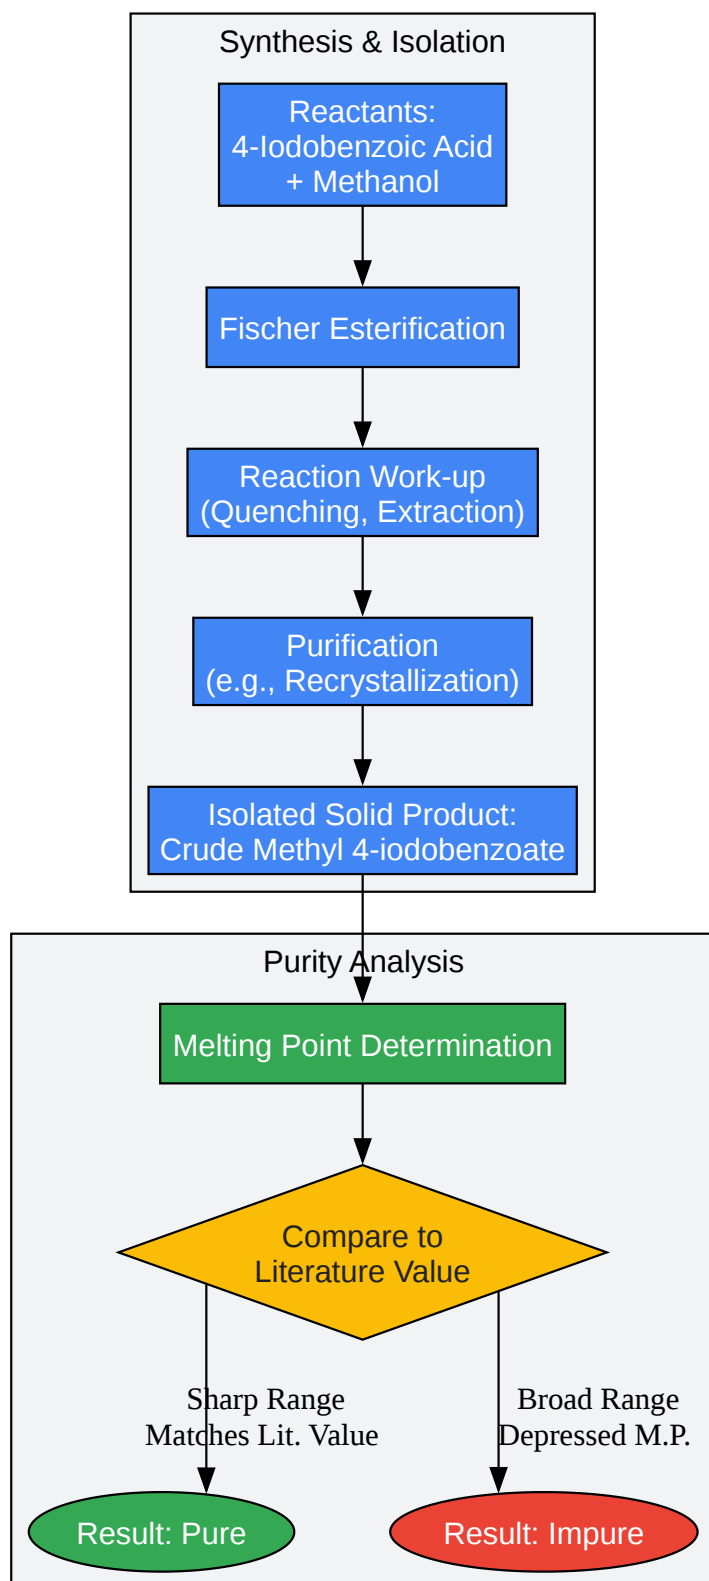 Synthesis & Isolation
Reactants:
4-Iodobenzoic Acid
+ Methanol
Fischer Esterification
Reaction Work-up
(Quenching, Extraction)
Purification
(e.g., Recrystallization)
Isolated Solid Product:
Crude Methyl 4-iodobenzoate
Purity Analysis
Melting Point Determination
Compare to
Literature Value
Sharp Range
Matches Lit. Value
Broad Range
Depressed M.P.
Result: Pure
Result: Impure